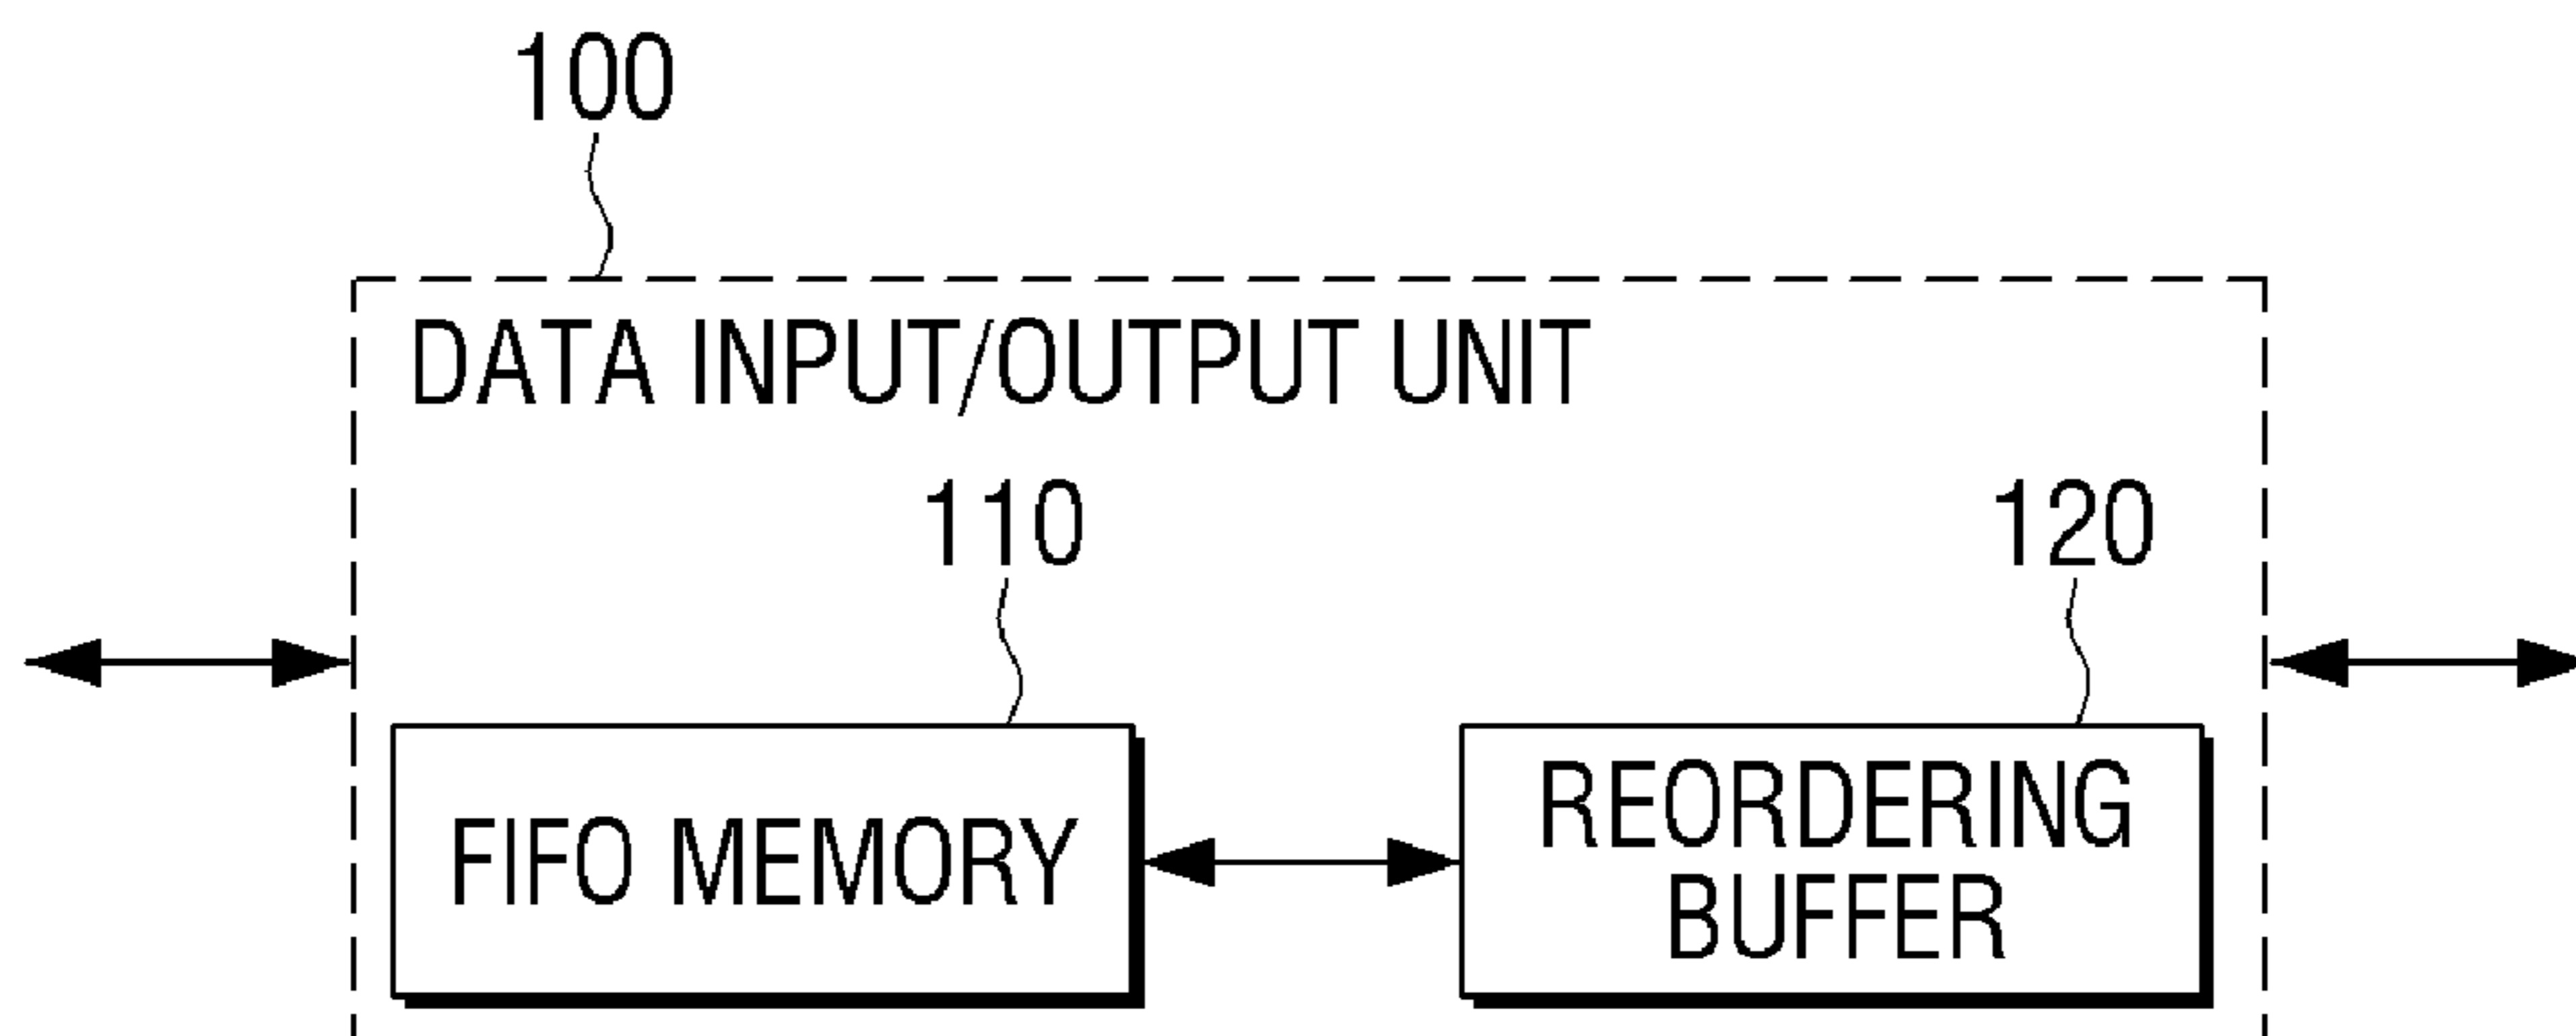 100
DATA INPUT/OUTPUT UNIT
110
120
FIFO MEMORY
REORDERING
BUFFER